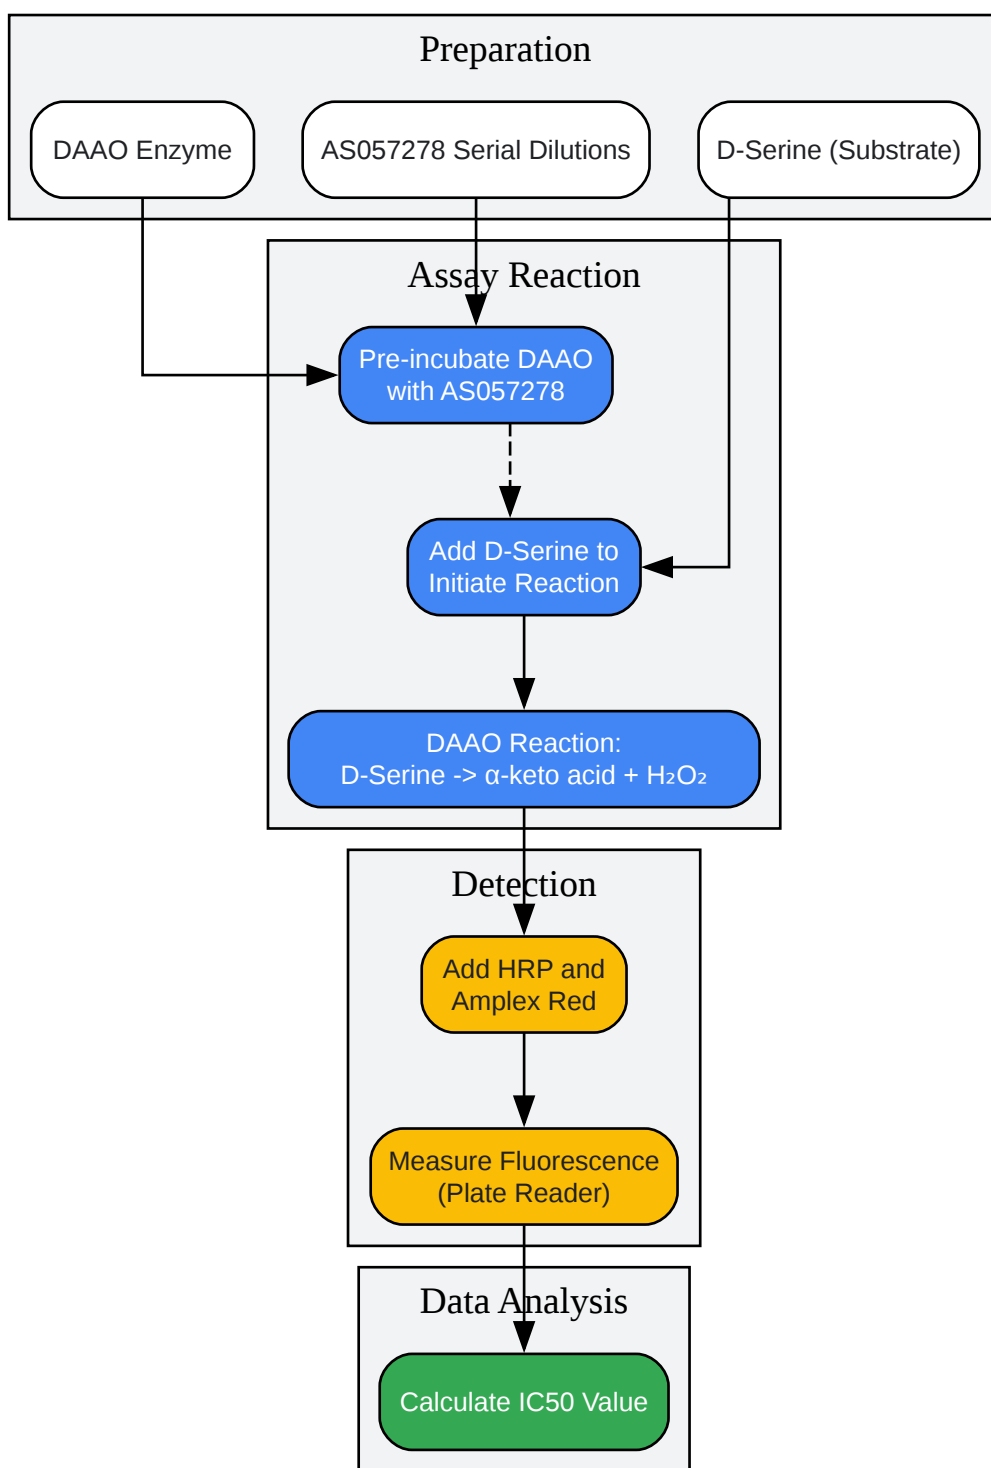 Preparation
DAAO Enzyme
AS057278 Serial Dilutions
D-Serine (Substrate)
Assay Reaction
Pre-incubate DAAO
with AS057278
Add D-Serine to
Initiate Reaction
DAAO Reaction:
D-Serine -> α-keto acid + H₂O₂
Detection
Add HRP and
Amplex Red
Measure Fluorescence
(Plate Reader)
Data Analysis
Calculate IC50 Value